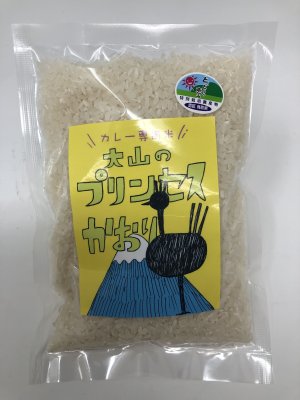 カレー専用米
大山の
プリンセス
かおり